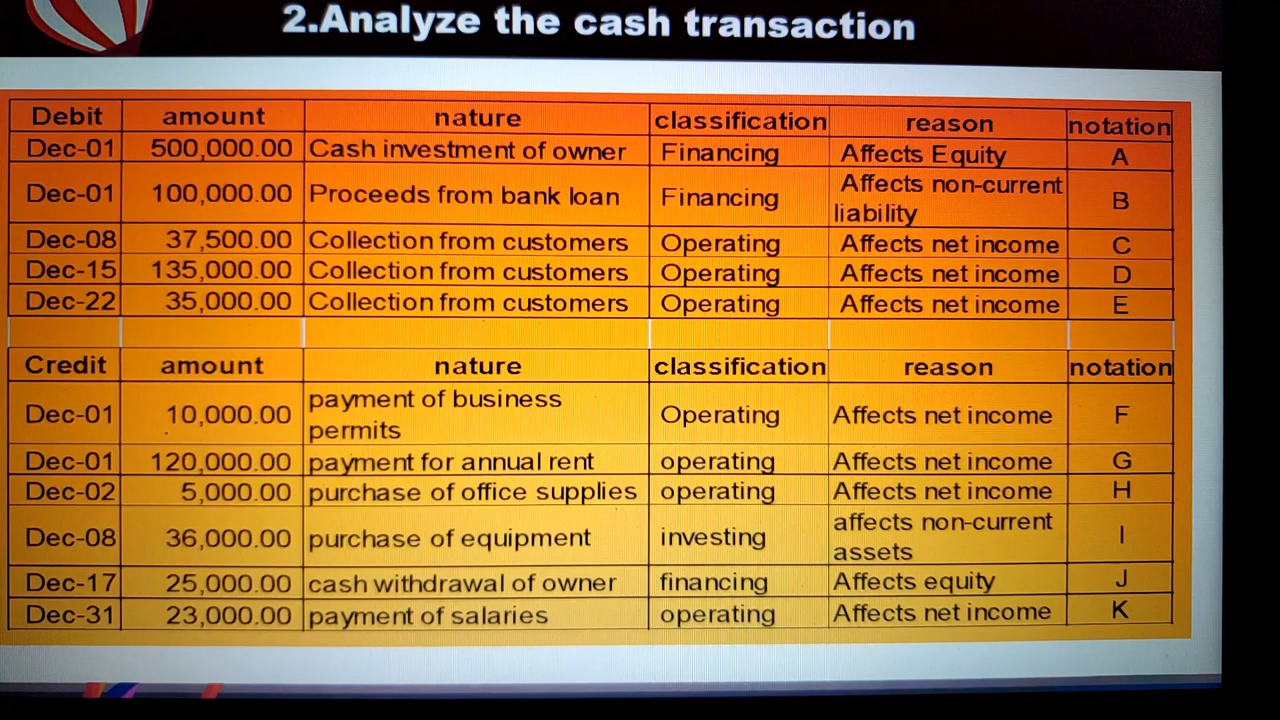 2.Analyze the cash transaction
Debit amount nature classification reason notation
Dec-01 500,000.00 Cash investment of owner Financing Affects Equity A
Dec-01 100,000.00 Proceeds from bank loan Financing Affects non-current liability B
Dec-08 37,500.00 Collection from customers Operating Affects net income C
Dec-15 135,000.00 Collection from customers Operating Affects net income D
Dec-22 35,000.00 Collection from customers Operating Affects net income E
Credit amount nature classification reason notation
Dec-01 10,000.00 payment of business permits Operating Affects net income F
Dec-01 120,000.00 payment for annual rent operating Affects net income G
Dec-02 5,000.00 purchase of office supplies operating Affects net income H
Dec-08 36,000.00 purchase of equipment investing affects non-current assets I
Dec-17 25,000.00 cash withdrawal of owner financing Affects equity J
Dec-31 23,000.00 payment of salaries operating Affects net income K